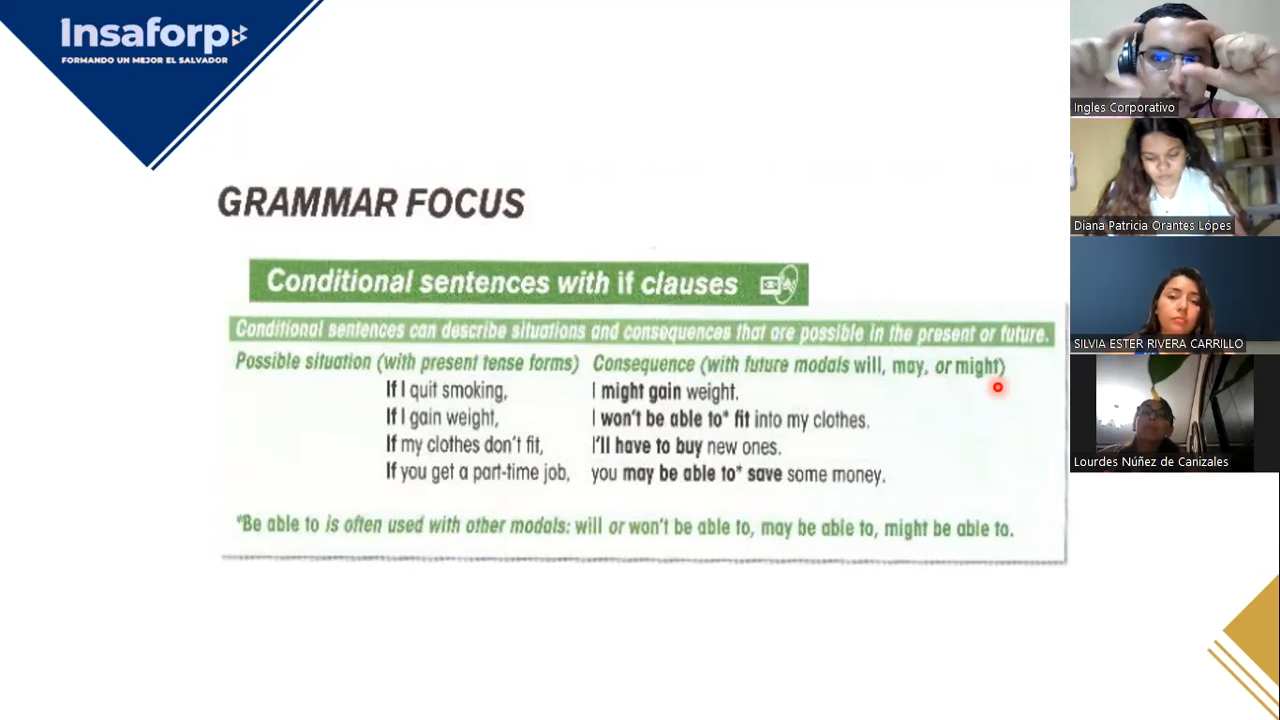 Insaforp
FORMANDO UN MEJOR EL SALVADOR
GRAMMAR FOCUS
Conditional sentences with if clauses
Conditional sentences can describe situations and consequences that are possible in the present or future.
Possible situation (with present tense forms) Consequence (with future modals will, may, or might)
If I quit smoking, I might gain weight.
If I gain weight, I won't be able to* fit into my clothes.
If my clothes don't fit, I'll have to buy new ones.
If you get a part-time job, you may be able to* save some money.
*Be able to is often used with other modals: will or won't be able to, may be able to, might be able to.
Ingles Corporativo
Diana Patricia Orantes Lópes
SILVIA ESTER RIVERA CARRILLO
Lourdes Núñez de Canizales